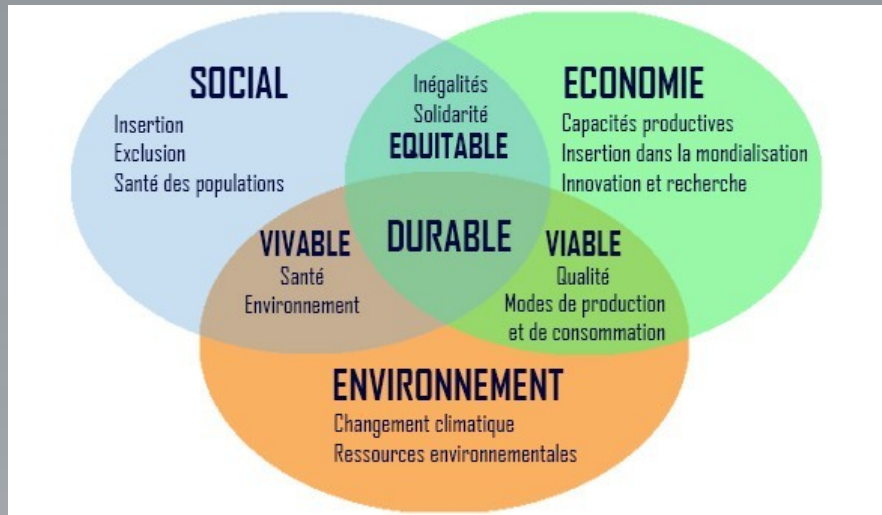 SOCIAL
Insertion
Exclusion
Santé des populations
Inégalités
Solidarité
EQUITABLE
ECONOMIE
Capacités productives
Insertion dans la mondialisation
Innovation et recherche
VIVABLE
Santé
Environnement
DURABLE
VIABLE
Qualité
Modes de production
et de consommation
ENVIRONNEMENT
Changement climatique
Ressources environnementales